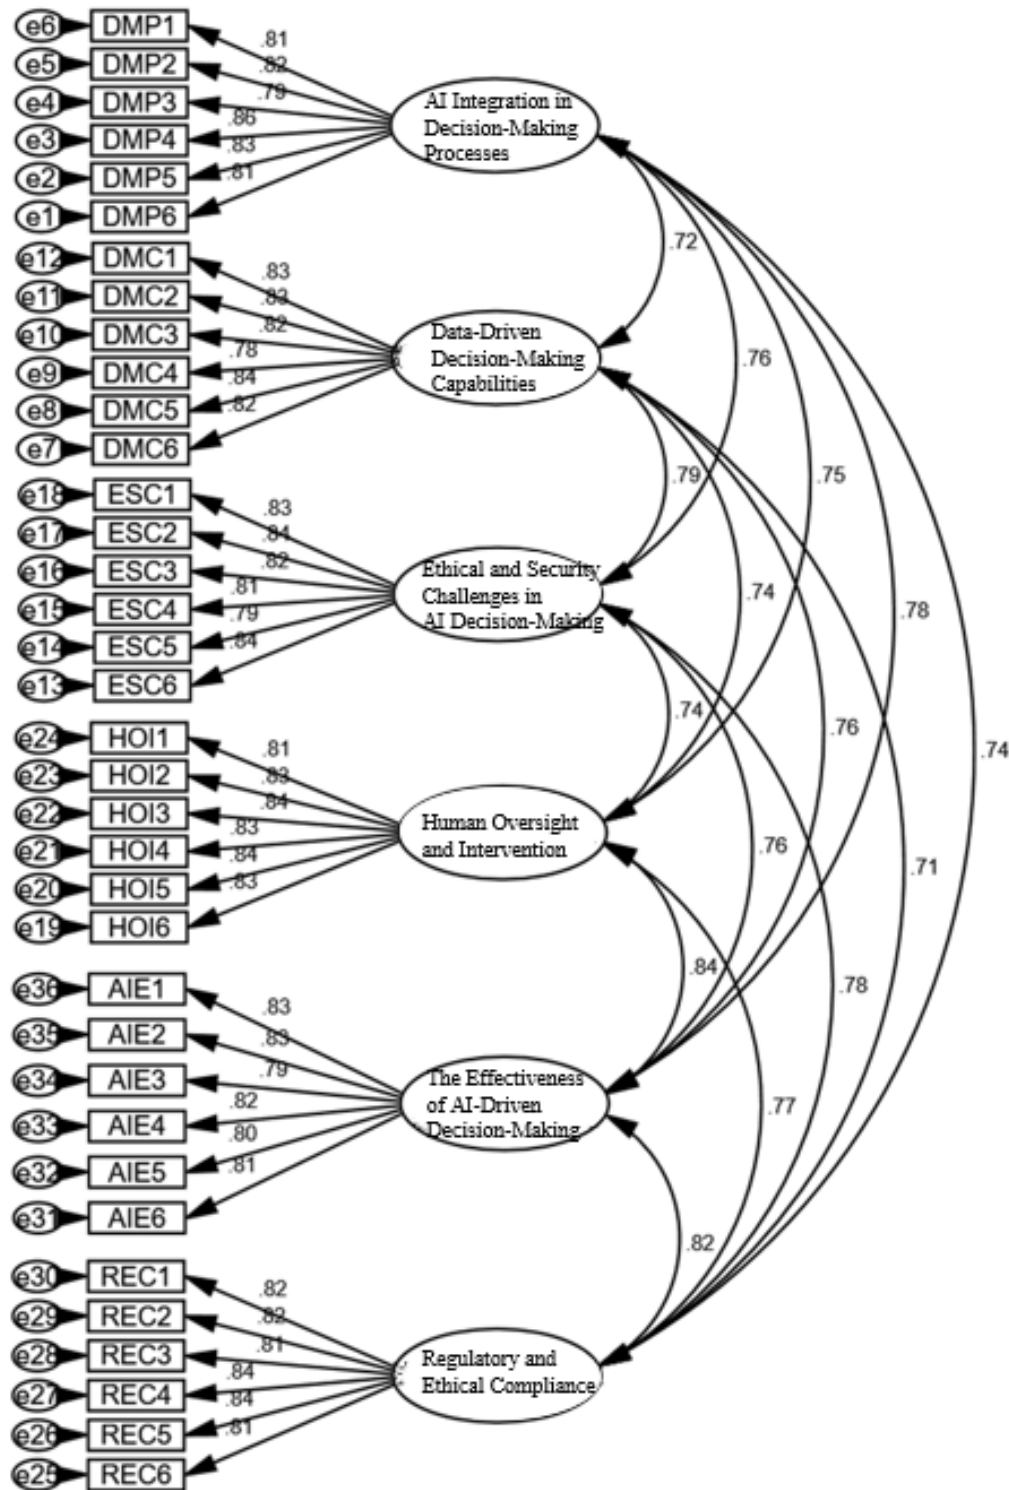 e6 DMP1
.81
e5 DMP2
.82
e4 DMP3
.79
e3 DMP4
.86
e2 DMP5
.83
e1 DMP6
.81
AI Integration in
Decision-Making
Processes
.72
e12 DMC1
.83
e11 DMC2
.83
e10 DMC3
.82
e9 DMC4
.78
e8 DMC5
.84
e7 DMC6
.82
Data-Driven
Decision-Making
Capabilities
.76
.79
.75
e18 ESC1
.83
e17 ESC2
.81
e16 ESC3
.82
e15 ESC4
.81
e14 ESC5
.79
e13 ESC6
.84
Ethical and Security
Challenges in
AI Decision-Making
.74
.78
.74
.76
.74
e24 HOI1
.81
e23 HOI2
.83
e22 HOI3
.84
e21 HOI4
.83
e20 HOI5
.84
e19 HOI6
.83
Human Oversight
and Intervention
.76
.71
.84
.78
e36 AIE1
.83
e35 AIE2
.83
e34 AIE3
.79
e33 AIE4
.82
e32 AIE5
.80
e31 AIE6
.81
The Effectiveness
of AI-Driven
Decision-Making
.77
.82
e30 REC1
.82
e29 REC2
.82
e28 REC3
.81
e27 REC4
.84
e26 REC5
.84
e25 REC6
.81
Regulatory and
Ethical Compliance